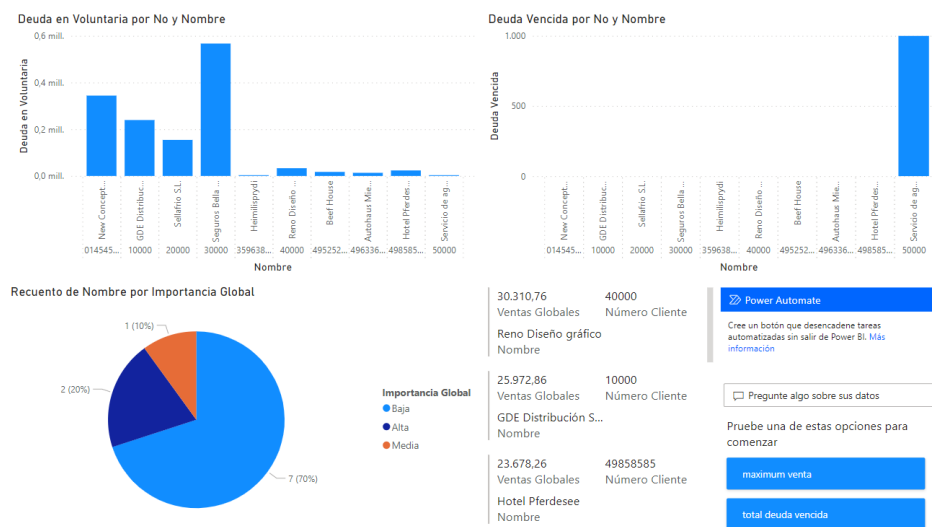 Deuda en Voluntaria por No y Nombre
0,6 mill.
0,4 mill.
0,2 mill.
0,0 mill.
Deuda en Voluntaria
New Concept...
GDE Distribuc...
Sellafrio S.L.
Seguros Bella ...
Heimilisprydi
Reno Diseño ...
Beef House
Autohaus Mie...
Hotel Pferdes...
Servicio de ag...
014545... 10000 20000 30000 359638... 40000 495252... 496336... 498585... 50000
Nombre
Deuda Vencida por No y Nombre
1.000
500
0
Deuda Vencida
New Concept...
GDE Distribuc...
Sellafrio S.L.
Seguros Bella ...
Heimilisprydi
Reno Diseño ...
Beef House
Autohaus Mie...
Hotel Pferdes...
Servicio de ag...
014545... 10000 20000 30000 359638... 40000 495252... 496336... 498585... 50000
Nombre
Recuento de Nombre por Importancia Global
1 (10%)
2 (20%)
7 (70%)
Importancia Global
Baja
Alta
Media
30.310,76 40000
Ventas Globales Número Cliente
Reno Diseño gráfico
Nombre
25.972,86 10000
Ventas Globales Número Cliente
GDE Distribución S...
Nombre
23.678,26 49858585
Ventas Globales Número Cliente
Hotel Pferdesee
Nombre
Power Automate
Cree un botón que desencadene tareas
automatizadas sin salir de Power BI. Más
información
Pregunte algo sobre sus datos
Pruebe una de estas opciones para
comenzar
maximum venta
total deuda vencida